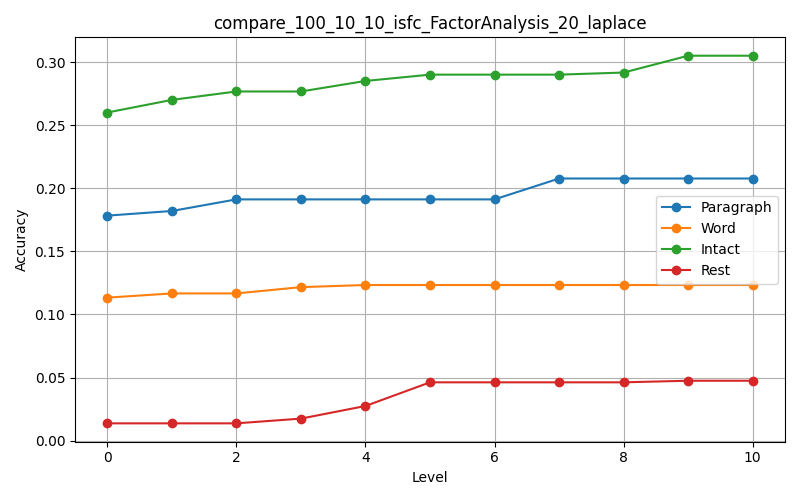 compare_100_10_10_isfc_FactorAnalysis_20_laplace
0.30
0.25
0.20
0.15
0.10
0.05
0.00
Accuracy
Paragraph
Word
Intact
Rest
0 2 4 6 8 10
Level